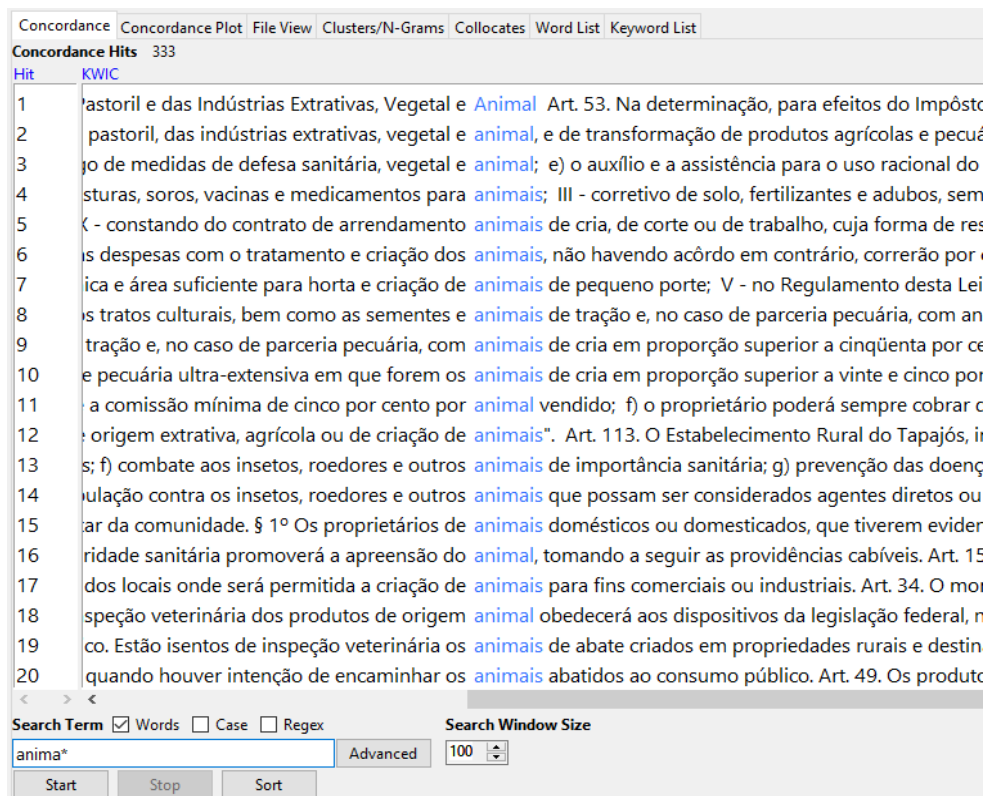 Concordance Concordance Plot File View Clusters/N-Grams Collocates Word List Keyword List
Concordance Hits 333
Hit KWIC
1 Pastoril e das Indústrias Extrativas, Vegetal e Animal Art. 53. Na determinação, para efeitos do Impôsto
2 pastoril, das indústrias extrativas, vegetal e animal, e de transformação de produtos agrícolas e pecuá
3 go de medidas de defesa sanitária, vegetal e animal; e) o auxílio e a assistência para o uso racional do
4 sturas, soros, vacinas e medicamentos para animais; III - corretivo de solo, fertilizantes e adubos, sem
5 X - constando do contrato de arrendamento animais de cria, de corte ou de trabalho, cuja forma de res
6 s despesas com o tratamento e criação dos animais, não havendo acôrdo em contrário, correrão por
7 ica e área suficiente para horta e criação de animais de pequeno porte; V - no Regulamento desta Lei
8 s tratos culturais, bem como as sementes e animais de tração e, no caso de parceria pecuária, com an
9 tração e, no caso de parceria pecuária, com animais de cria em proporção superior a cinqüenta por ce
10 e pecuária ultra-extensiva em que forem os animais de cria em proporção superior a vinte e cinco por
11 a comissão mínima de cinco por cento por animal vendido; f) o proprietário poderá sempre cobrar
12 origem extrativa, agrícola ou de criação de animais". Art. 113. O Estabelecimento Rural do Tapajós, i
13 s; f) combate aos insetos, roedores e outros animais de importância sanitária; g) prevenção das doenç
14 ulação contra os insetos, roedores e outros animais que possam ser considerados agentes diretos ou
15 ar da comunidade. § 1º Os proprietários de animais domésticos ou domesticados, que tiverem eviden
16 ridade sanitária promoverá a apreensão do animal, tomando a seguir as providências cabíveis. Art. 15
17 dos locais onde será permitida a criação de animais para fins comerciais ou industriais. Art. 34. O mo
18 speção veterinária dos produtos de origem animal obedecerá aos dispositivos da legislação federal, n
19 co. Estão isentos de inspeção veterinária os animais de abate criados em propriedades rurais e destin
20 quando houver intenção de encaminhar os animais abatidos ao consumo público. Art. 49. Os produto
Search Term Words Case Regex Search Window Size
anima* Advanced 100
Start Stop Sort